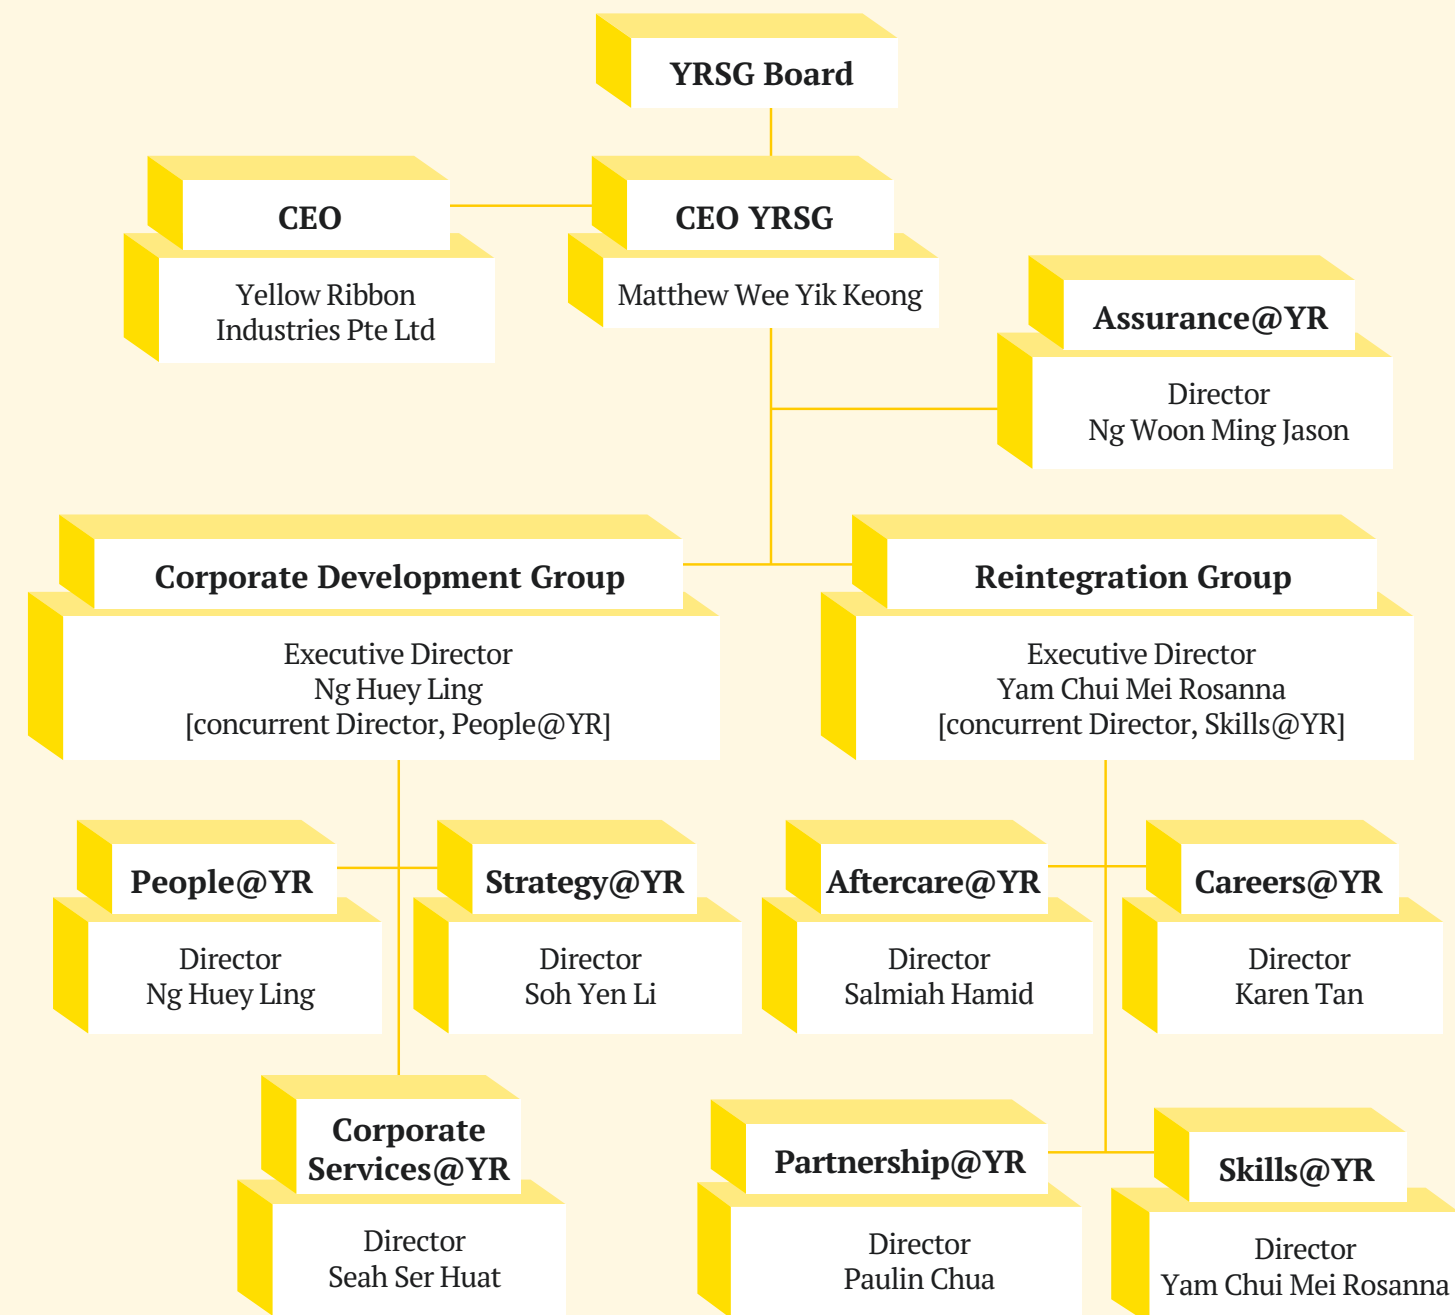 YRSG Board
CEO
Yellow Ribbon
Industries Pte Ltd
CEO YRSG
Matthew Wee Yik Keong
Assurance@YR
Director
Ng Woon Ming Jason
Corporate Development Group
Executive Director
Ng Huey Ling
[concurrent Director, People@YR]
Reintegration Group
Executive Director
Yam Chui Mei Rosanna
[concurrent Director, Skills@YR]
People@YR
Director
Ng Huey Ling
Strategy@YR
Director
Soh Yen Li
Aftercare@YR
Director
Salmiah Hamid
Careers@YR
Director
Karen Tan
Corporate
Services@YR
Director
Seah Ser Huat
Partnership@YR
Director
Paulin Chua
Skills@YR
Director
Yam Chui Mei Rosanna